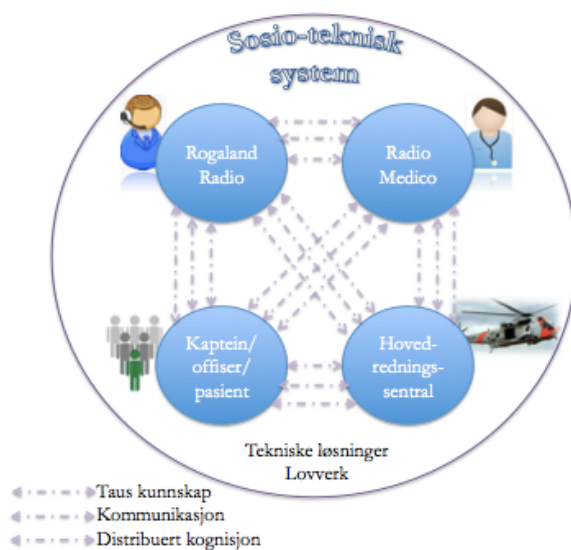 Sosio-teknisk
system
Rogaland
Radio
Radio
Medico
Kaptein/
offiser/
pasient
Hoved-
rednings-
sentral
Tekniske løsninger
Lovverk
Taus kunnskap
Kommunikasjon
Distribuert kognisjon